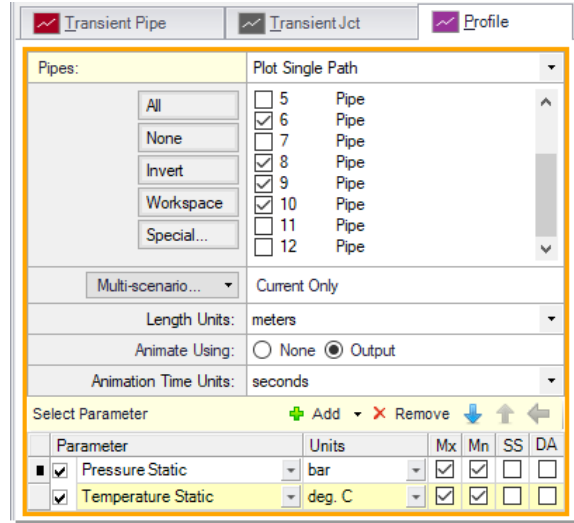 Transient Pipe Transient Jct Profile
Pipes: Plot Single Path
All
None
Invert
Workspace
Special...
5 Pipe
6 Pipe
7 Pipe
8 Pipe
9 Pipe
10 Pipe
11 Pipe
12 Pipe
Multi-scenario... Current Only
Length Units: meters
Animate Using: None Output
Animation Time Units: seconds
Select Parameter Add Remove
Parameter Units Mx Mn SS DA
Pressure Static bar
Temperature Static deg. C